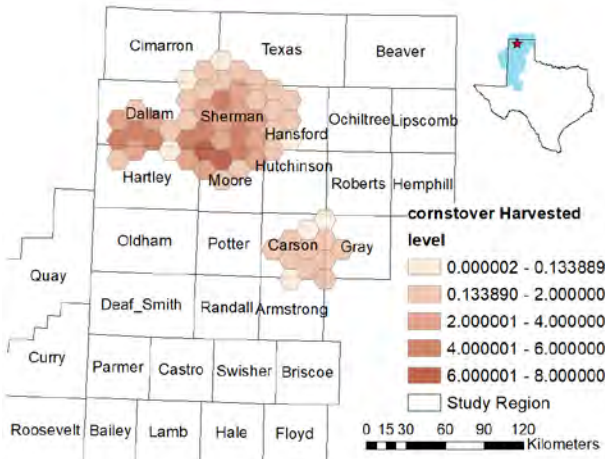 Cimarron
Texas
Beaver
Dallam
Sherman
Hansford
Ochiltree
Lipscomb
Hartley
Moore
Hutchinson
Roberts
Hemphill
Oldham
Potter
Carson
Gray
Quay
Deaf_Smith
Randall
Armstrong
Curry
Parmer
Castro
Swisher
Briscoe
Roosevelt
Bailey
Lamb
Hale
Floyd
cornstover Harvested
level
0.000002 - 0.133889
0.133890 - 2.000000
2.000001 - 4.000000
4.000001 - 6.000000
6.000001 - 8.000000
Study Region
0 15 30 60 90 120
Kilometers